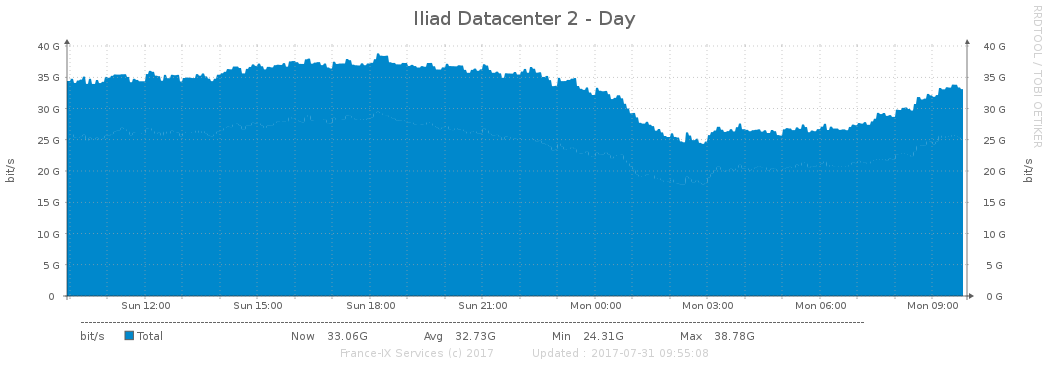 Iliad Datacenter 2 - Day
RRDTOOL / TOBI OETIKER
40 G 40 G
35 G 35 G
30 G 30 G
25 G 25 G
20 G 20 G
15 G 15 G
10 G 10 G
5 G 5 G
0 0 G
bit/s bit/s
Sun 12:00 Sun 15:00 Sun 18:00 Sun 21:00 Mon 00:00 Mon 03:00 Mon 06:00 Mon 09:00
bit/s Total Now 33.06G Avg 32.73G Min 24.31G Max 38.78G
France-IX Services (c) 2017 Updated : 2017-07-31 09:55:08